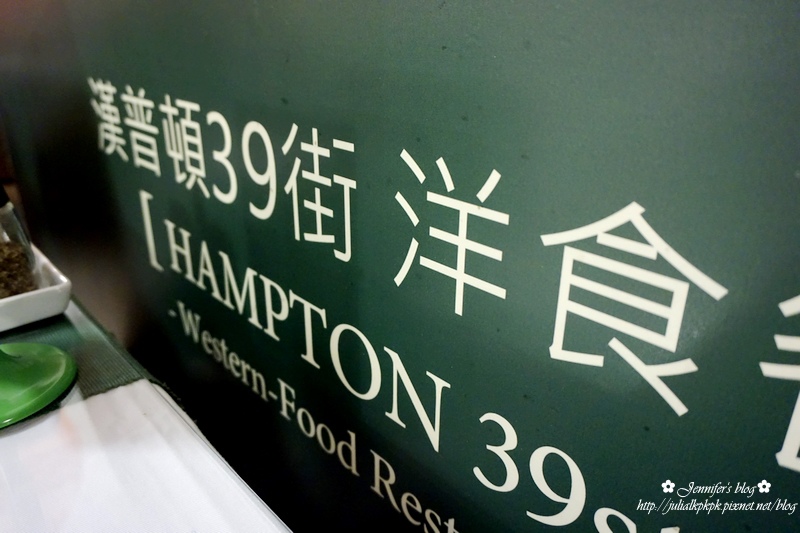 漢普頓39街 洋食
[ HAMPTON 39
-Western-Food Rest
✿ Jennifer's blog ✿
http://julialkpkpk.pixnet.net/blog